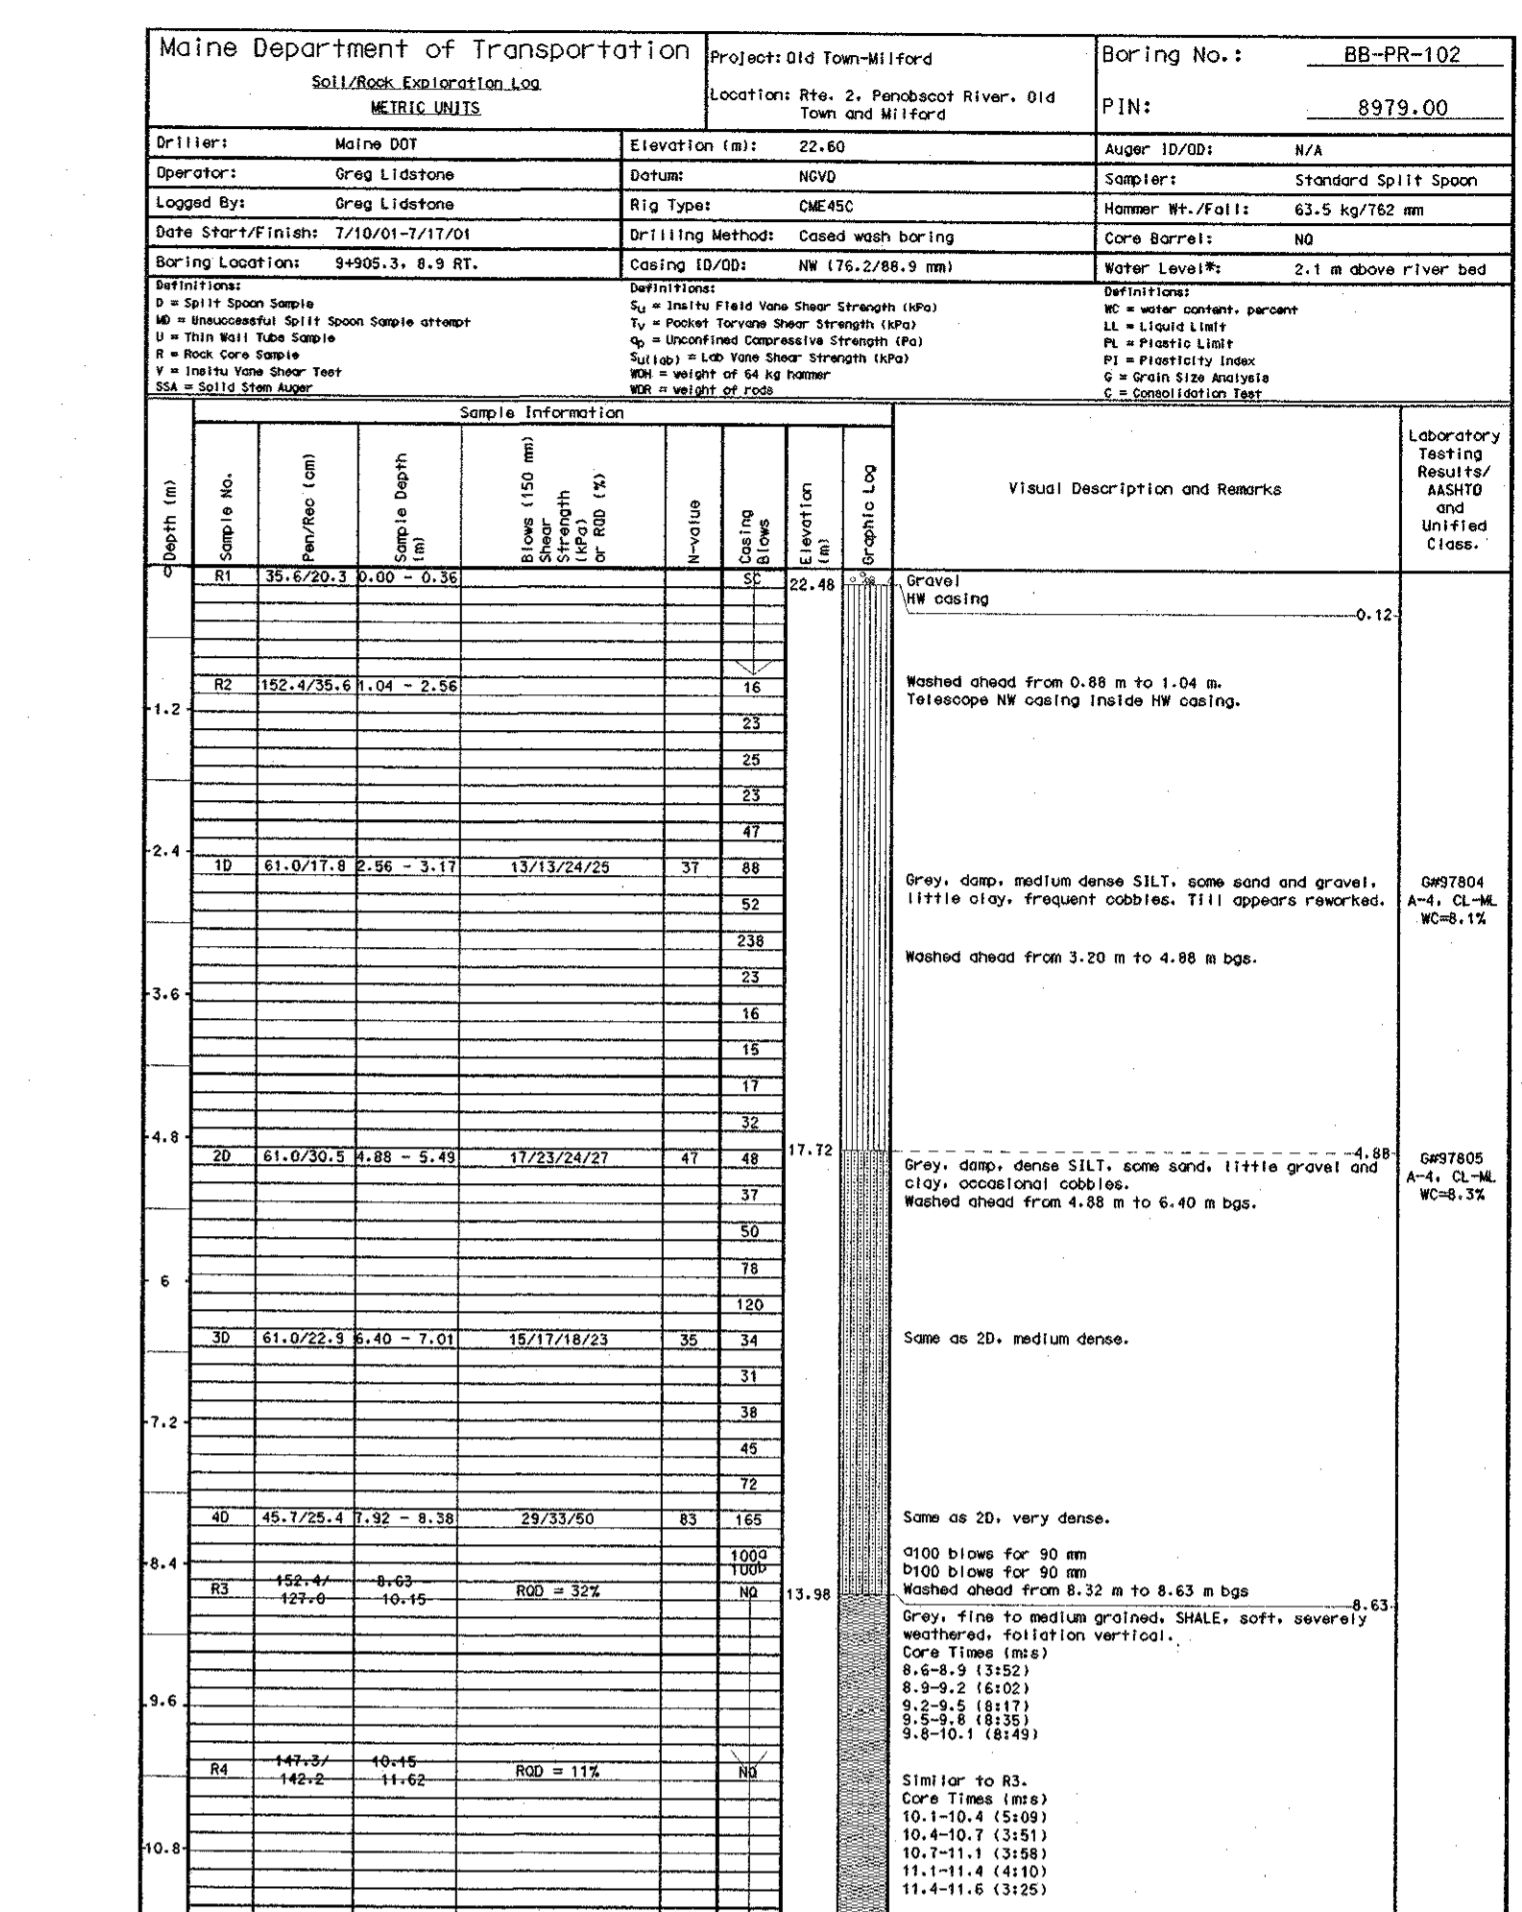 Maine Department of Transportation
Soil/Rock Exploration Log
METRIC UNITS
Project: Old Town-Milford
Location: Rte. 2, Penobscot River, Old
Town and Milford
Boring No.: BB-PR-102
PIN: 8979.00
Driller: Maine DOT
Elevation (m): 22.60
Auger ID/OD: N/A
Operator: Greg Lidstone
Datum: NGVD
Sampler: Standard Split Spoon
Logged By: Greg Lidstone
Rig Type: CME45C
Hammer Wt./Fall: 63.5 kg/762 mm
Date Start/Finish: 7/10/01-7/17/01
Drilling Method: Cased wash boring
Core Barrel: NQ
Boring Location: 9+905.3, 8.9 RT.
Casing ID/OD: NW (76.2/88.9 mm)
Water Level*: 2.1 m above river bed
Definitions:
D = Split Spoon Sample
MD = Unsuccessful Split Spoon Sample attempt
U = Thin Wall Tube Sample
R = Rock Core Sample
V = Insitu Vane Shear Test
SSA = Solid Stem Auger
Definitions:
Su = Insitu Field Vane Shear Strength (kPa)
Tv = Pocket Torvane Shear Strength (kPa)
qp = Unconfined Compressive Strength (Pa)
Su(lab) = Lab Vane Shear Strength (kPa)
WOH = weight of 64 kg hammer
WOR = weight of rods
Definitions:
WC = water content, percent
LL = Liquid Limit
PL = Plastic Limit
PI = Plasticity Index
G = Grain Size Analysis
C = Consolidation Test
Sample Information
Depth (m)
Sample No.
Pen/Rec (cm)
Sample Depth
(m)
Blows (150 mm)
Shear
Strength
(kPa)
or RQD (%)
N-value
Casing
Blows
Elevation
(m)
Graphic Log
Visual Description and Remarks
Laboratory
Testing
Results/
AASHTO
and
Unified
Class.
0
R1 35.6/20.3 0.00 - 0.36 SC 22.48 Gravel
HW casing
0.12
R2 152.4/35.6 1.04 - 2.56 16 Washed ahead from 0.88 m to 1.04 m.
Telescope NW casing inside HW casing.
1.2
23
25
23
47
2.4
1D 61.0/17.8 2.56 - 3.17 13/13/24/25 37 88
Grey, damp, medium dense SILT, some sand and gravel,
little clay, frequent cobbles. Till appears reworked.
G#97804
A-4, CL-ML
WC=8.1%
52
238
Washed ahead from 3.20 m to 4.88 m bgs.
23
3.6
16
15
17
32
4.8
17.72
4.88
2D 61.0/30.5 4.88 - 5.49 17/23/24/27 47 48
Grey, damp, dense SILT, some sand, little gravel and
clay, occasional cobbles.
Washed ahead from 4.88 m to 6.40 m bgs.
G#97805
A-4, CL-ML
WC=8.3%
37
50
78
6
120
3D 61.0/22.9 6.40 - 7.01 15/17/18/23 35 34 Same as 2D, medium dense.
31
38
7.2
45
72
4D 45.7/25.4 7.92 - 8.38 29/33/50 83 165 Same as 2D, very dense.
100a
a100 blows for 90 mm
8.4
100b
b100 blows for 90 mm
R3 152.4/
127.0
8.63
- 10.15
RQD = 32% NQ 13.98 Washed ahead from 8.32 m to 8.63 m bgs
8.63
Grey, fine to medium grained, SHALE, soft, severely
weathered, foliation vertical.
Core Times (m:s)
8.6-8.9 (3:52)
8.9-9.2 (6:02)
9.2-9.5 (8:17)
9.5-9.8 (8:35)
9.8-10.1 (8:49)
9.6
R4 147.3/
142.2
10.15
- 11.62
RQD = 11% NQ
Similar to R3.
Core Times (m:s)
10.1-10.4 (5:09)
10.4-10.7 (3:51)
10.7-11.1 (3:58)
11.1-11.4 (4:10)
11.4-11.6 (3:25)
10.8